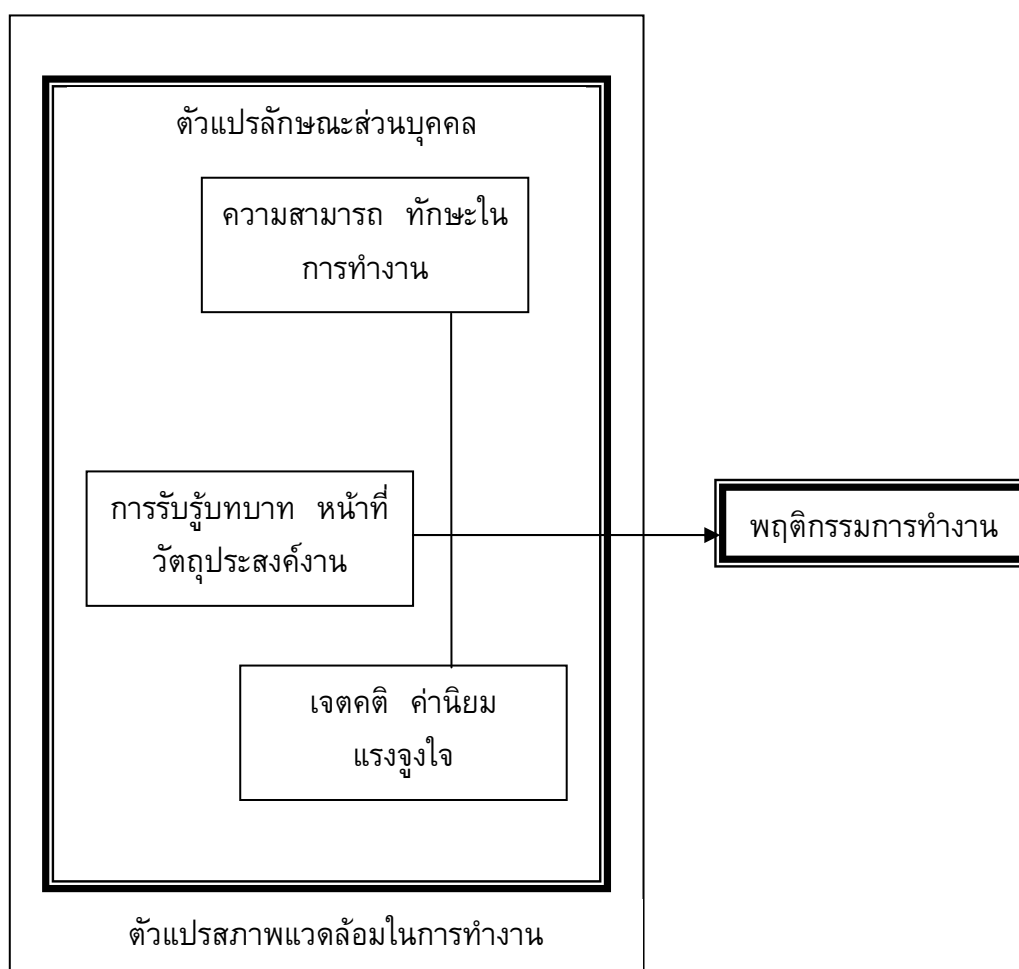 ตัวแปรลักษณะส่วนบุคคล
ความสามารถ ทักษะใน
การทำงาน
การรับรู้บทบาท หน้าที่
วัตถุประสงค์งาน
พฤติกรรมการทำงาน
เจตคติ ค่านิยม
แรงจูงใจ
ตัวแปรสภาพแวดล้อมในการทำงาน